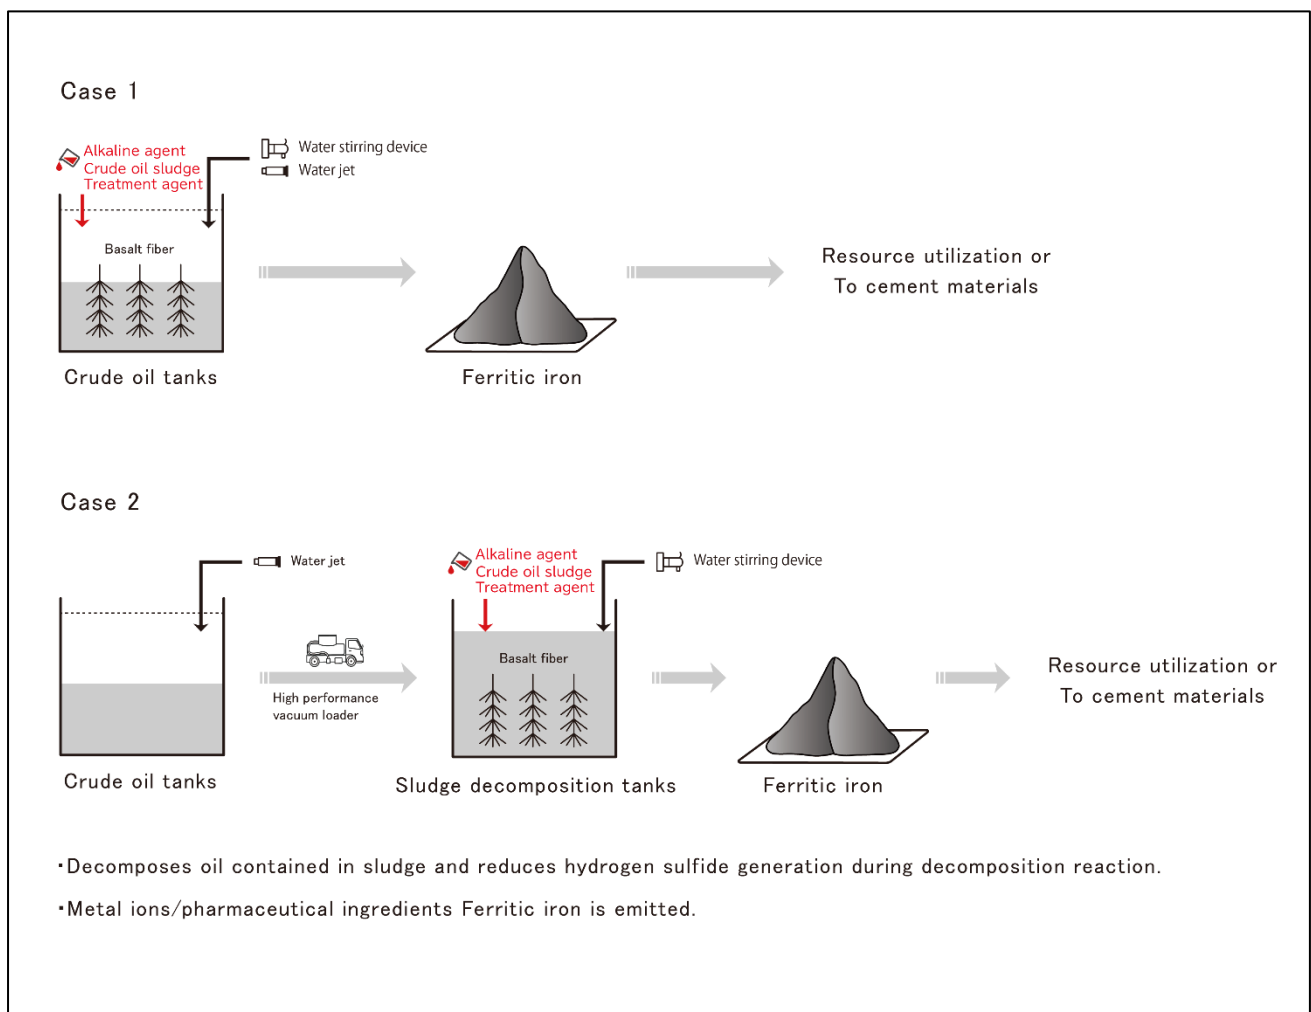 Case 1
Alkaline agent
Crude oil sludge
Treatment agent
Water stirring device
Water jet
Basalt fiber
Crude oil tanks
Ferritic iron
Resource utilization or
To cement materials
Case 2
Water jet
Alkaline agent
Crude oil sludge
Treatment agent
Water stirring device
High performance
vacuum loader
Basalt fiber
Crude oil tanks
Sludge decomposition tanks
Ferritic iron
Resource utilization or
To cement materials
・Decomposes oil contained in sludge and reduces hydrogen sulfide generation during decomposition reaction.
・Metal ions/pharmaceutical ingredients Ferritic iron is emitted.